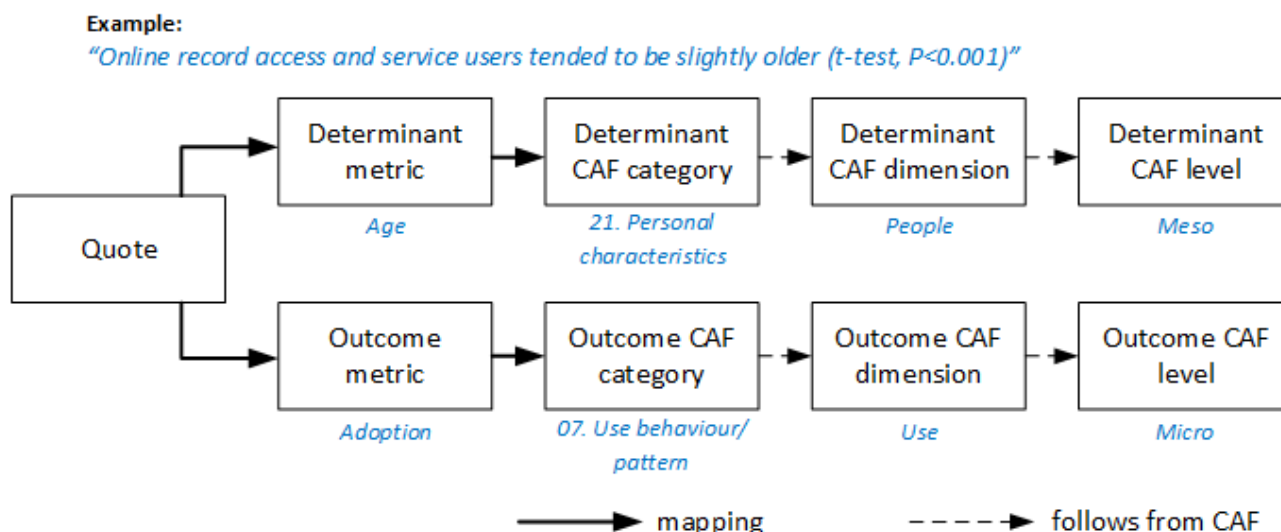 Example:
“Online record access and service users tended to be slightly older (t-test, P<0.001)”
Determinant
metric
Determinant
CAF category
Determinant
CAF dimension
Determinant
CAF level
Age
21. Personal
characteristics
People
Meso
Quote
Outcome
metric
Outcome CAF
category
Outcome CAF
dimension
Outcome CAF
level
Adoption
07. Use behaviour/
pattern
Use
Micro
mapping
follows from CAF